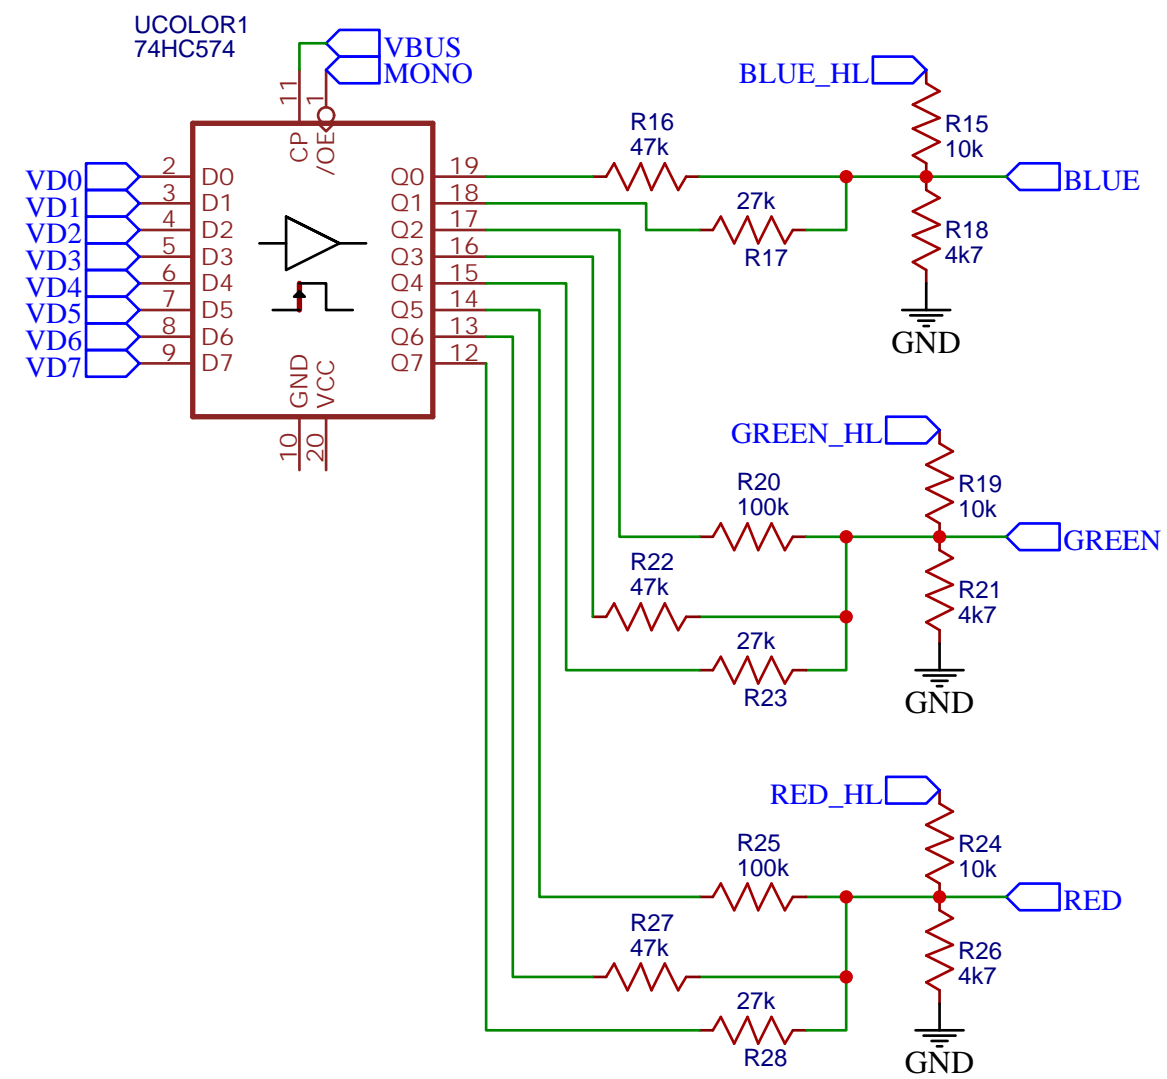 UCOLOR1
74HC574
VBUS
MONO
11
1
CP
/OE
VD0
VD1
VD2
VD3
VD4
VD5
VD6
VD7
2
3
4
5
6
7
8
9
D0
D1
D2
D3
D4
D5
D6
D7
Q0
Q1
Q2
Q3
Q4
Q5
Q6
Q7
19
18
17
16
15
14
13
12
GND
VCC
10
20
R16
47k
27k
R17
BLUE_HL
R15
10k
BLUE
R18
4k7
GND
GREEN_HL
R19
10k
R20
100k
GREEN
R22
47k
R21
4k7
27k
R23
GND
RED_HL
R24
10k
R25
100k
RED
R27
47k
R26
4k7
27k
R28
GND